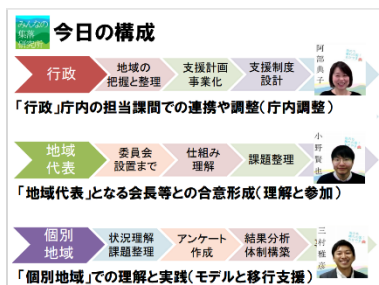 みんなの
集落
研究所
今日の構成
行政
地域の
把握と整理
支援計画
事業化
支援制度
設計
阿部典子
「行政」庁内の担当課間での連携や調整(庁内調整)
地域
代表
委員会
設置まで
仕組み
理解
課題整理
小野賢也
「地域代表」となる会長等との合意形成(理解と参加)
個別
地域
状況理解
課題整理
アンケート
作成
結果分析
体制構築
三村雅彦
「個別地域」での理解と実践(モデルと移行支援)